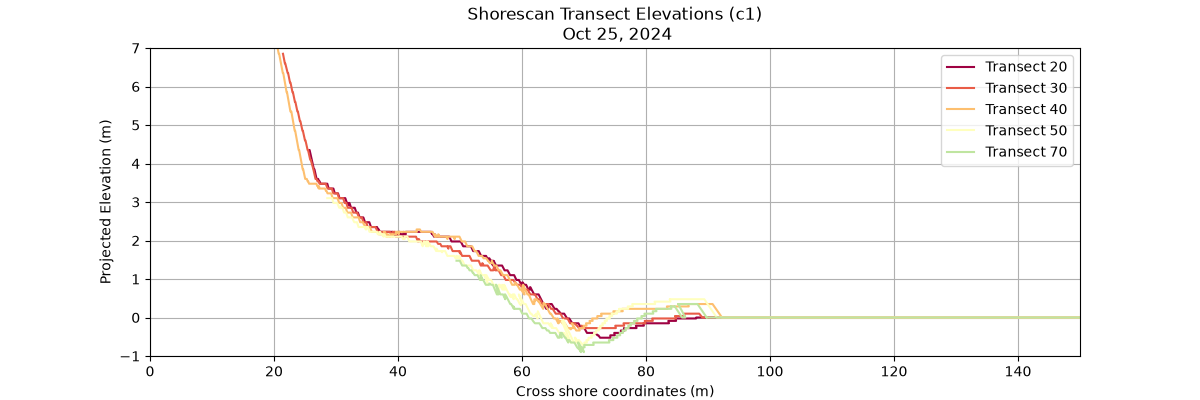 Shorescan Transect Elevations (c1)
Oct 25, 2024
Projected Elevation (m)
7
6
5
4
3
2
1
0
−1
Transect 20
Transect 30
Transect 40
Transect 50
Transect 70
0 20 40 60 80 100 120 140
Cross shore coordinates (m)